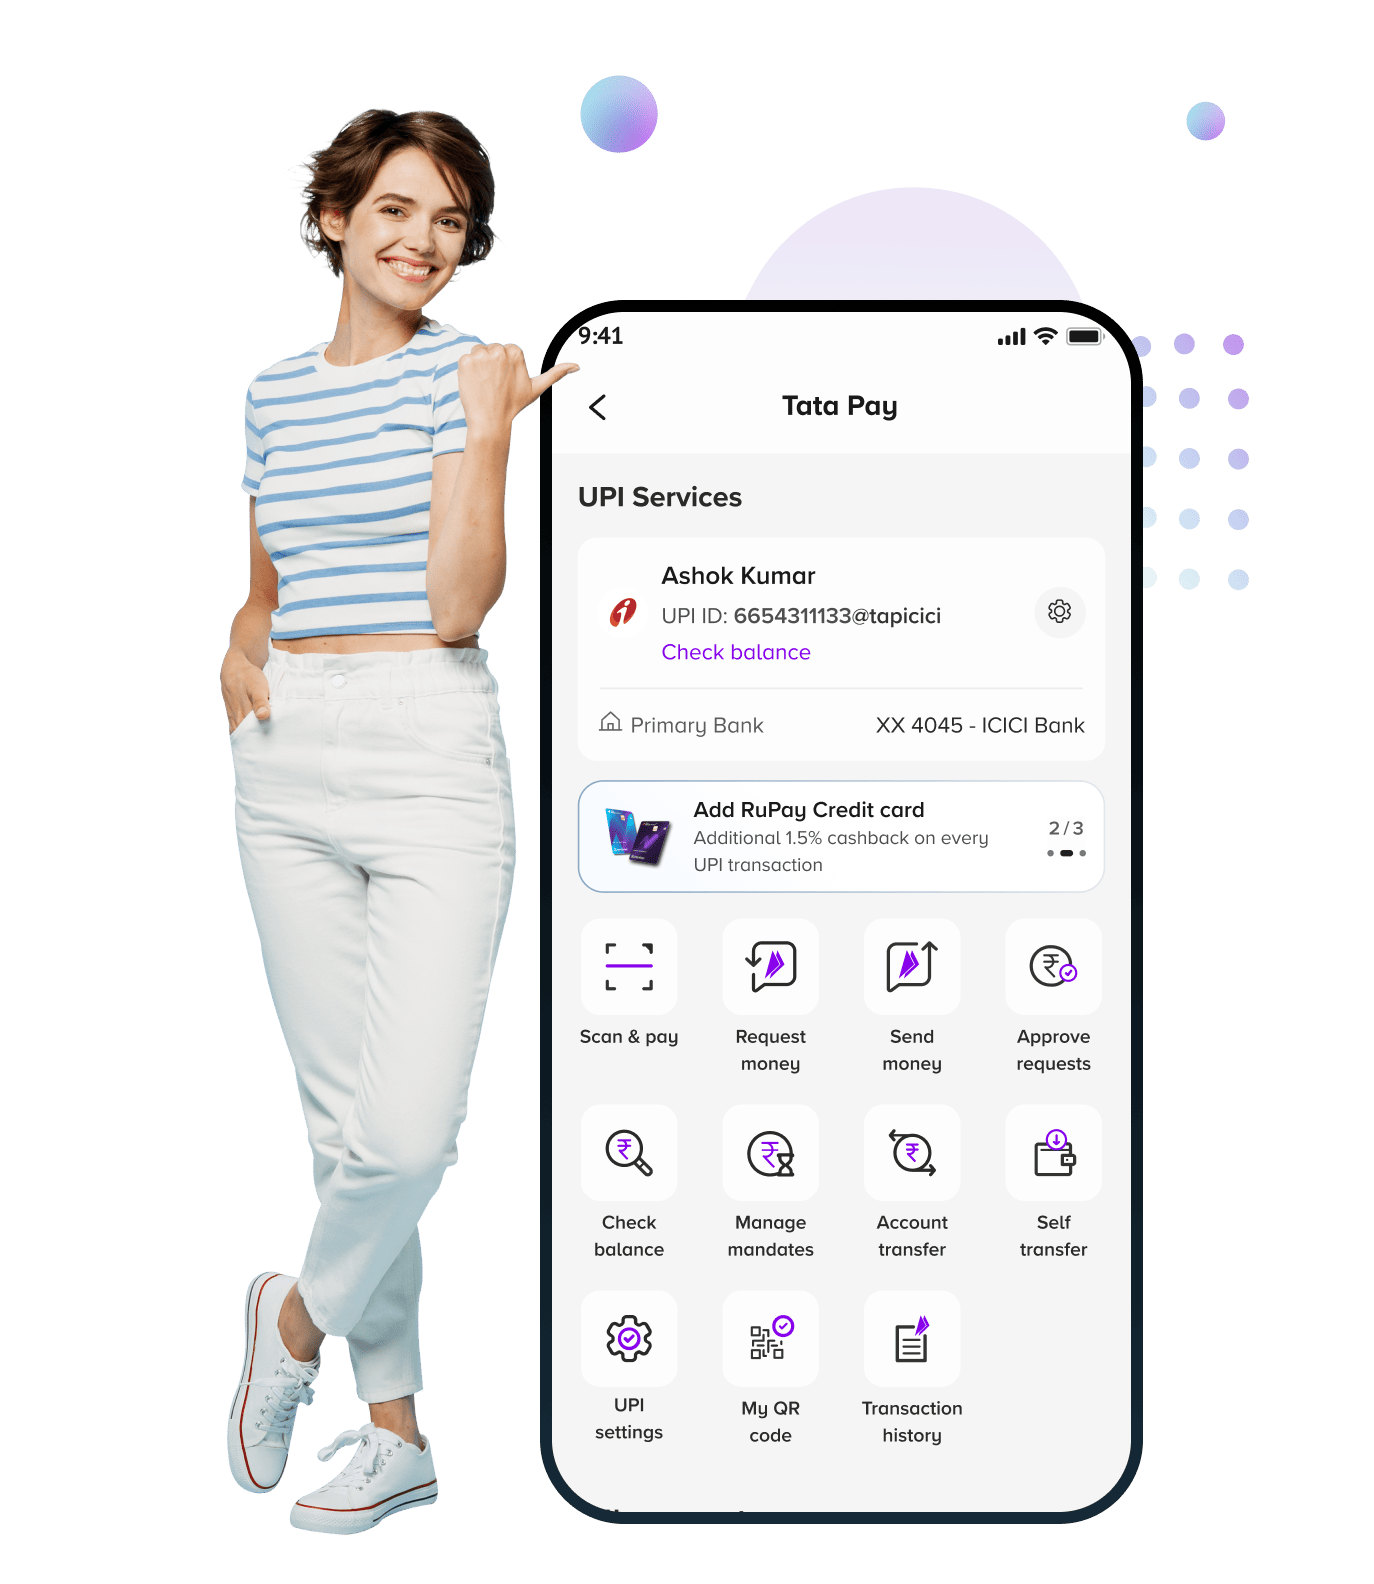 9:41
Tata Pay
UPI Services
Ashok Kumar
UPI ID: 6654311133@tapicici
Check balance
Primary Bank
XX 4045 - ICICI Bank
Add RuPay Credit card
Additional 1.5% cashback on every
UPI transaction
2/3
Scan & pay
Request
money
Send
money
Approve
requests
Check
balance
Manage
mandates
Account
transfer
Self
transfer
UPI
settings
My QR
code
Transaction
history